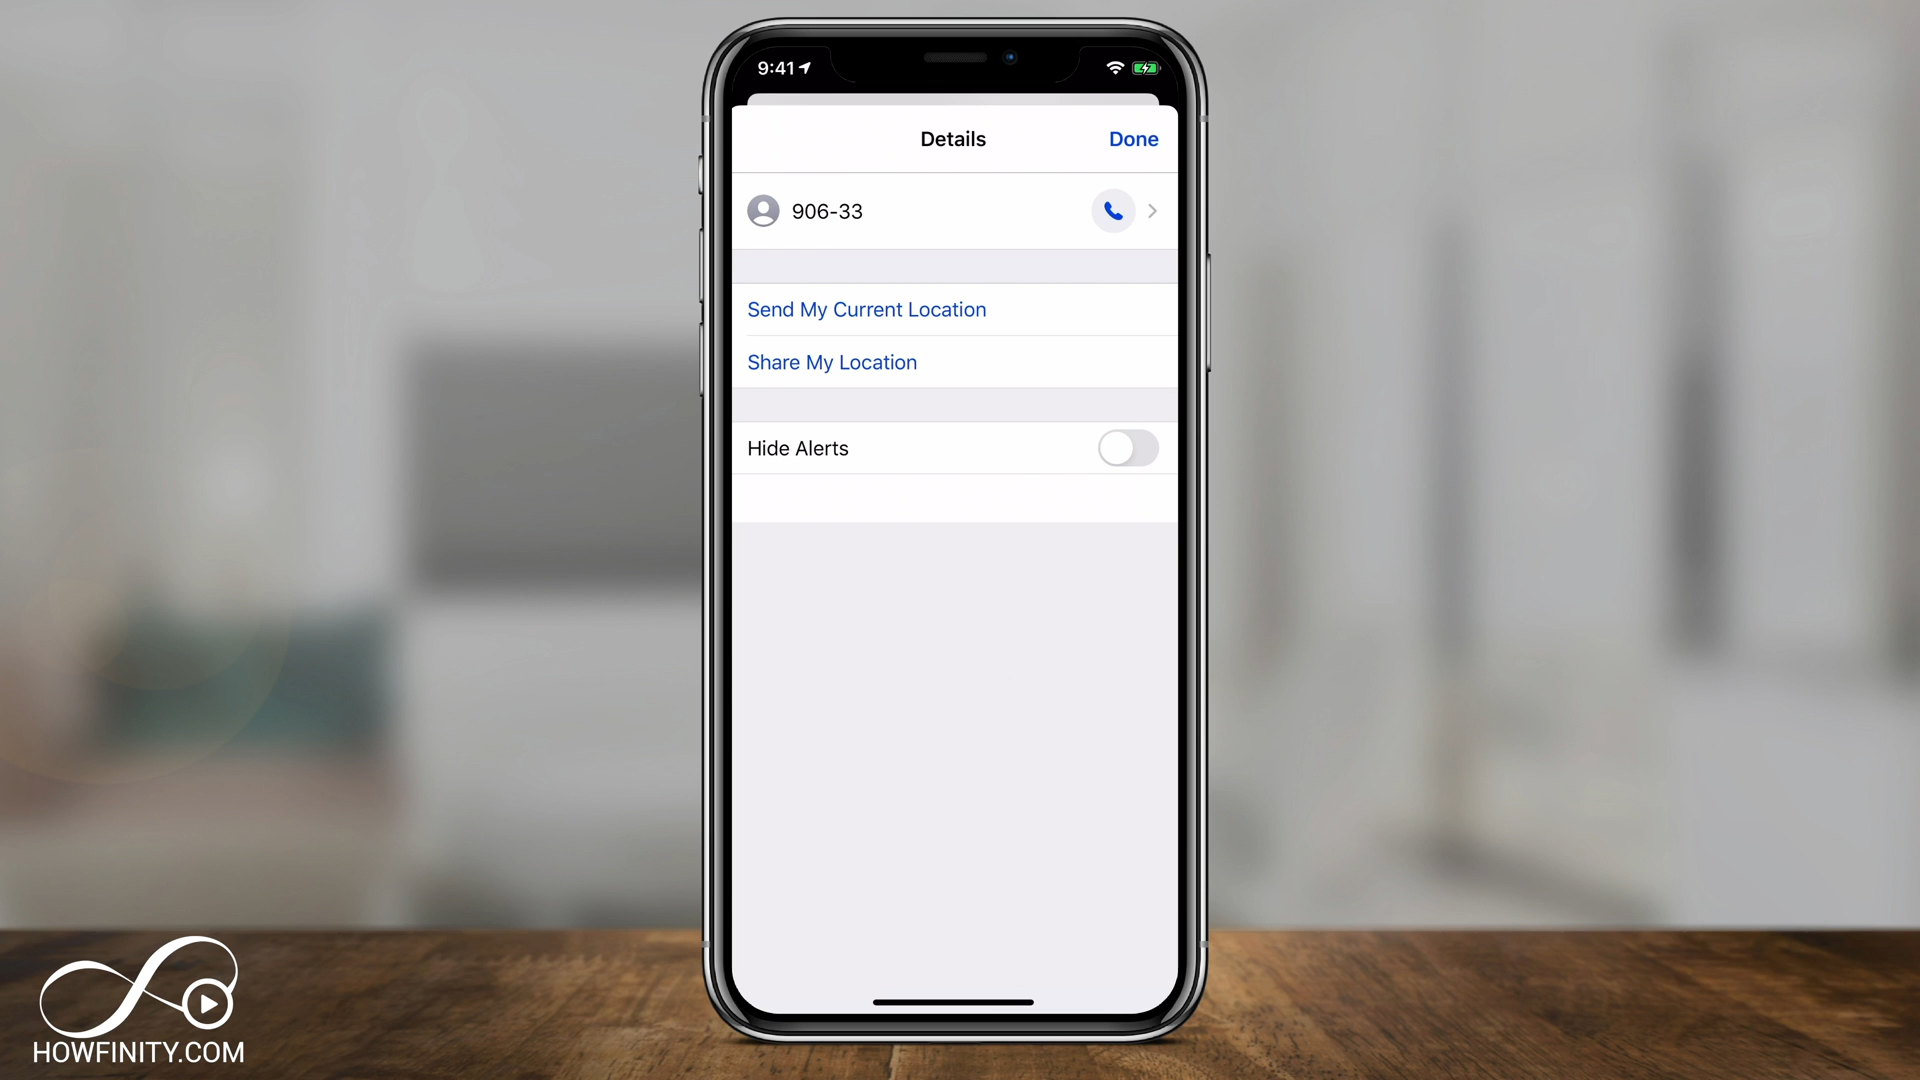 9:41
Details
Done
906-33
Send My Current Location
Share My Location
Hide Alerts
HOWFINITY.COM